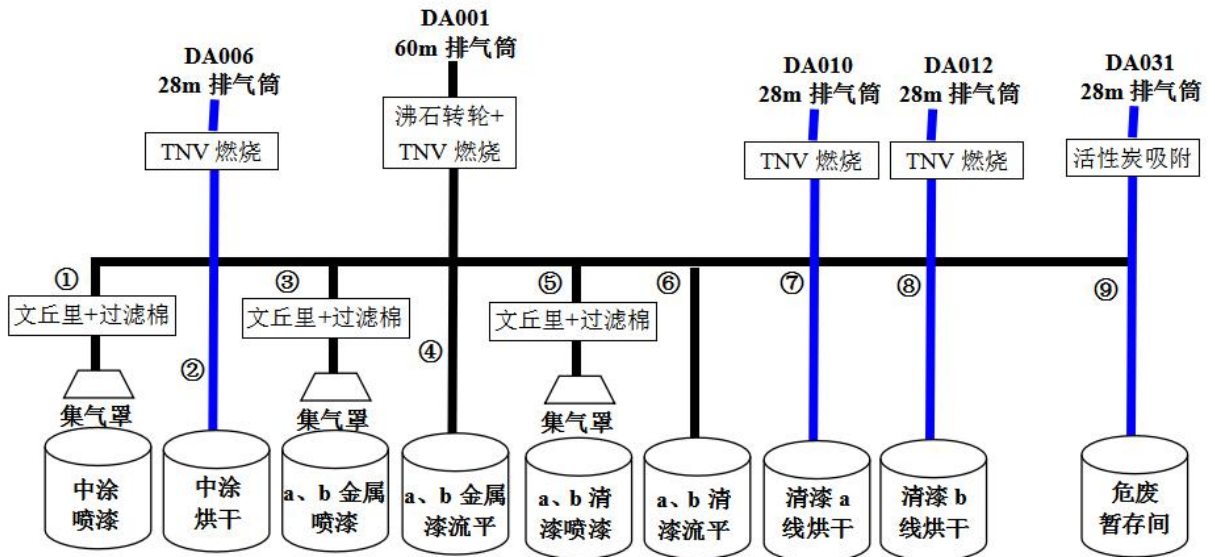 DA001
60m 排气筒
DA006
28m 排气筒
DA010
28m 排气筒
DA012
28m 排气筒
DA031
28m 排气筒
TNV 燃烧
沸石转轮+
TNV 燃烧
TNV 燃烧
TNV 燃烧
活性炭吸附
①
③
⑤
⑥
⑦
⑧
⑨
文丘里+过滤棉
文丘里+过滤棉
文丘里+过滤棉
②
④
集气罩
集气罩
集气罩
中涂
喷漆
中涂
烘干
a、b 金属
喷漆
a、b 金属
漆流平
a、b 清
漆喷漆
a、b 清
漆流平
清漆 a
线烘干
清漆 b
线烘干
危废
暂存间